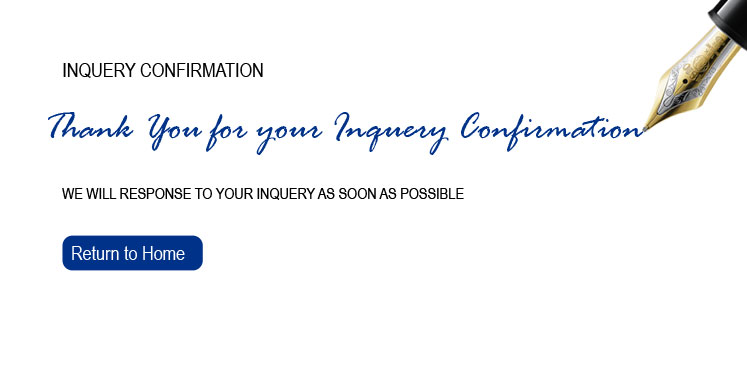 INQUERY CONFIRMATION
Thank You for your Inquery Confirmation
WE WILL RESPONSE TO YOUR INQUERY AS SOON AS POSSIBLE
Return to Home